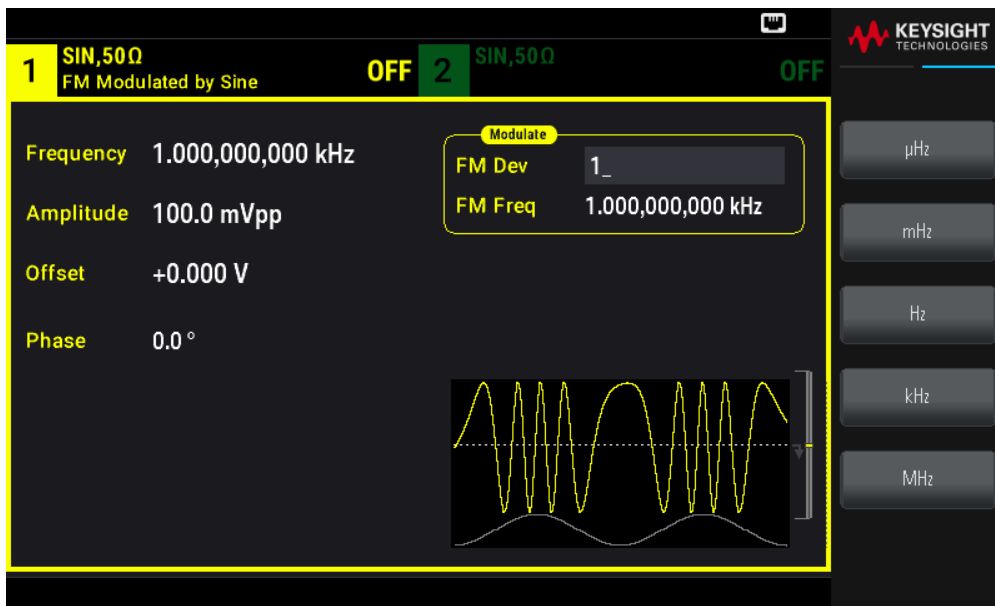 KEYSIGHT
TECHNOLOGIES
1 SIN,50Ω
FM Modulated by Sine OFF
2 SIN,50Ω
OFF
Frequency 1.000,000,000 kHz
Amplitude 100.0 mVpp
Offset +0.000 V
Phase 0.0 °
Modulate
FM Dev 1_
FM Freq 1.000,000,000 kHz
µHz
mHz
Hz
kHz
MHz